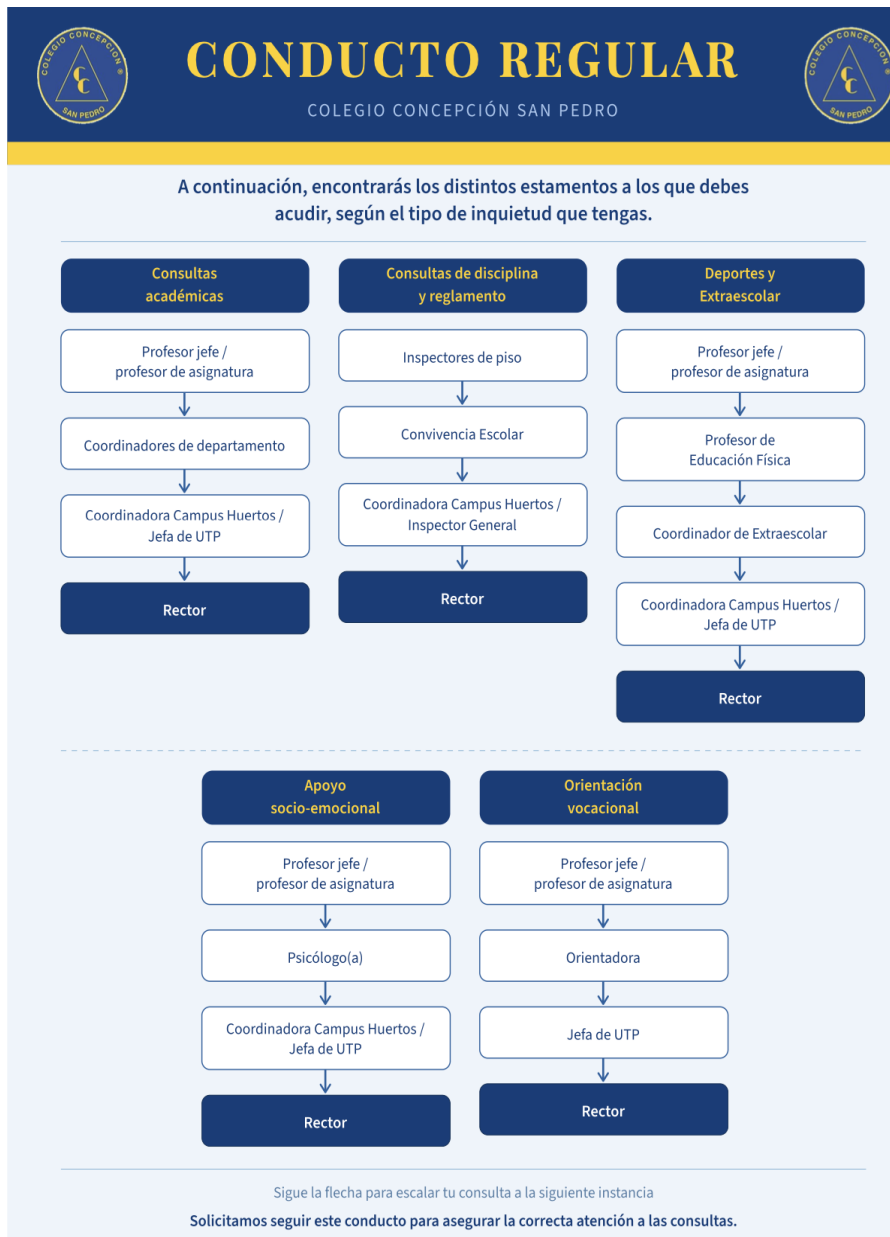 COLEGIO CONCEPCIÓN ®
CC
SAN PEDRO
CONDUCTO REGULAR
COLEGIO CONCEPCIÓN SAN PEDRO
COLEGIO CONCEPCIÓN ®
CC
SAN PEDRO
A continuación, encontrarás los distintos estamentos a los que debes
acudir, según el tipo de inquietud que tengas.
Consultas
académicas
Profesor jefe /
profesor de asignatura
Coordinadores de departamento
Coordinadora Campus Huertos /
Jefa de UTP
Rector
Consultas de disciplina
y reglamento
Inspectores de piso
Convivencia Escolar
Coordinadora Campus Huertos /
Inspector General
Rector
Deportes y
Extraescolar
Profesor jefe /
profesor de asignatura
Profesor de
Educación Física
Coordinador de Extraescolar
Coordinadora Campus Huertos /
Jefa de UTP
Rector
Apoyo
socio-emocional
Profesor jefe /
profesor de asignatura
Psicólogo(a)
Coordinadora Campus Huertos /
Jefa de UTP
Rector
Orientación
vocacional
Profesor jefe /
profesor de asignatura
Orientadora
Jefa de UTP
Rector
Sigue la flecha para escalar tu consulta a la siguiente instancia
Solicitamos seguir este conducto para asegurar la correcta atención a las consultas.